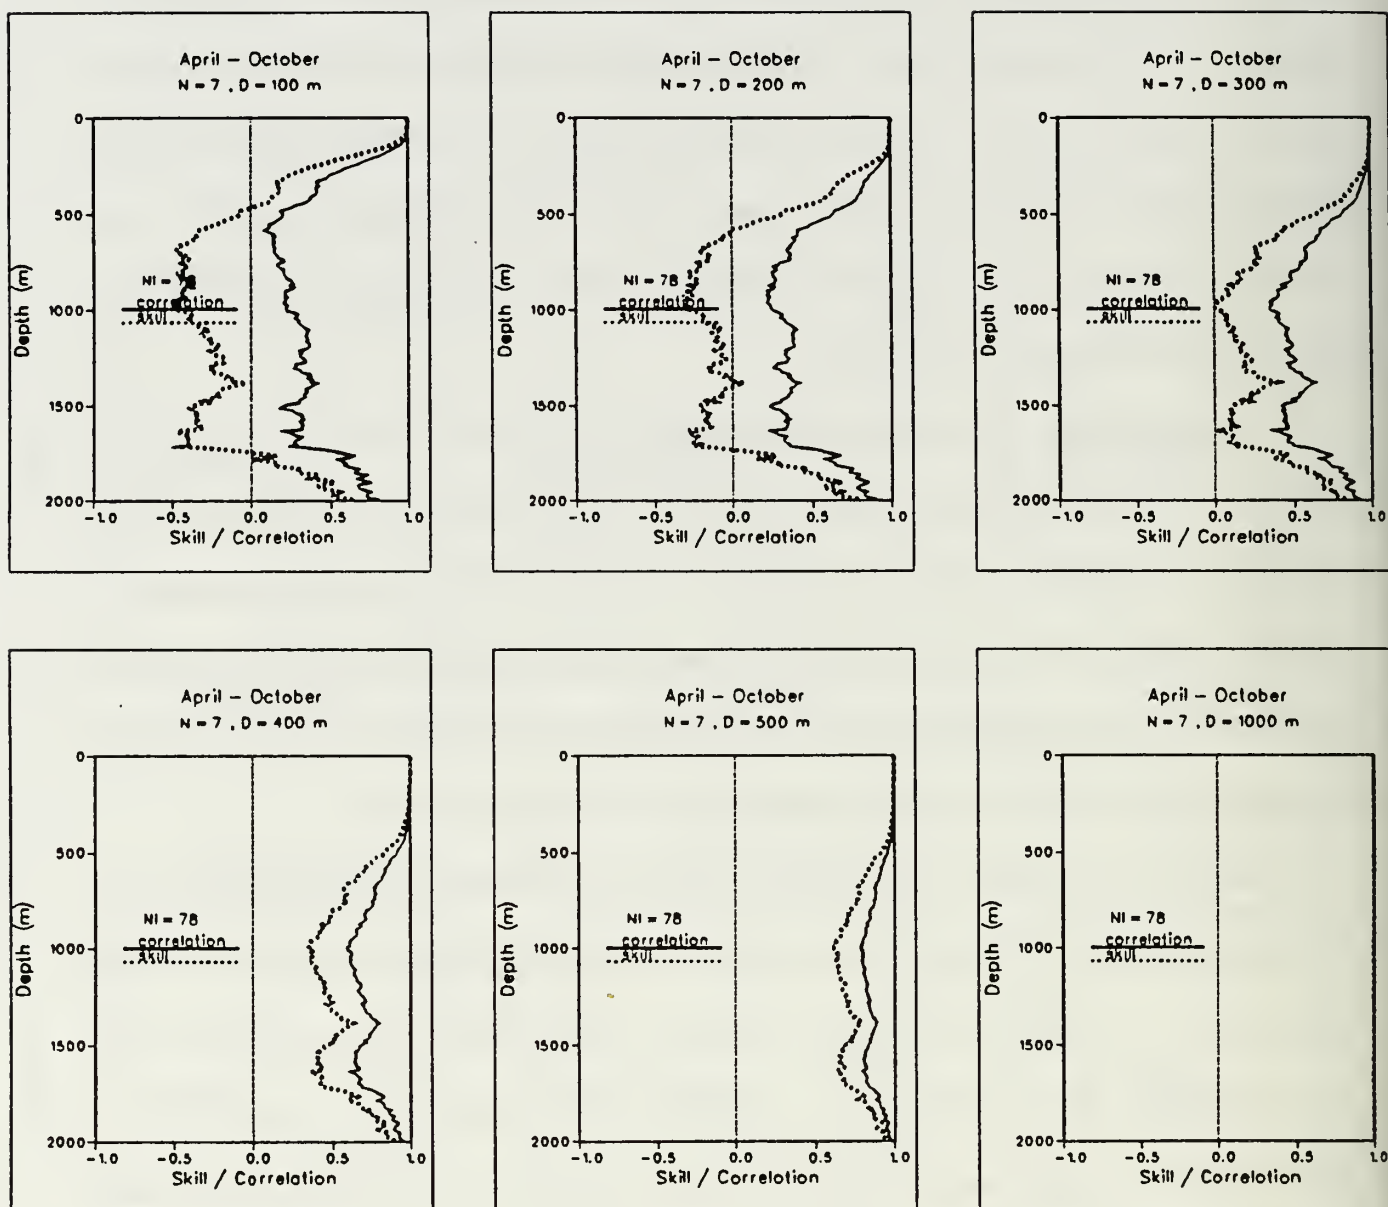 April – October
N = 7 , D = 100 m
0
500
1000
1500
2000
Depth (m)
NI =
correlation
skill
-1.0
-0.5
0.0
0.5
1.0
Skill / Correlation
April – October
N = 7 , D = 200 m
0
500
1000
1500
2000
Depth (m)
NI = 78
correlation
skill
-1.0
-0.5
0.0
0.5
1.0
Skill / Correlation
April – October
N = 7 , D = 300 m
0
500
1000
1500
2000
Depth (m)
NI = 78
correlation
skill
-1.0
-0.5
0.0
0.5
1.0
Skill / Correlation
April – October
N = 7 , D = 400 m
0
500
1000
1500
2000
Depth (m)
NI = 78
correlation
skill
-1.0
-0.5
0.0
0.5
1.0
Skill / Correlation
April – October
N = 7 , D = 500 m
0
500
1000
1500
2000
Depth (m)
NI = 78
correlation
skill
-1.0
-0.5
0.0
0.5
1.0
Skill / Correlation
April – October
N = 7 , D = 1000 m
0
500
1000
1500
2000
Depth (m)
NI = 78
correlation
skill
-1.0
-0.5
0.0
0.5
1.0
Skill / Correlation